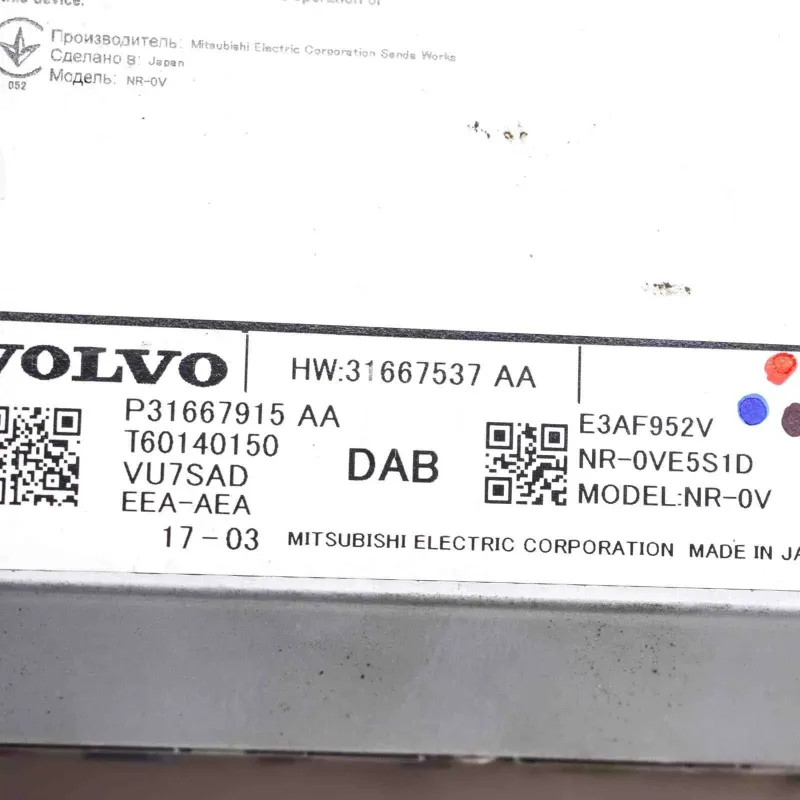 Производитель: Mitsubishi Electric Corporation Sanda Works
Сделано в: Japan
Модель: NR-0V
052
VOLVO
HW:31667537 AA
P31667915 AA
T60140150
VU7SAD
EEA-AEA
17-03
DAB
E3AF952V
NR-0VE5S1D
MODEL:NR-0V
MITSUBISHI ELECTRIC CORPORATION MADE IN JA